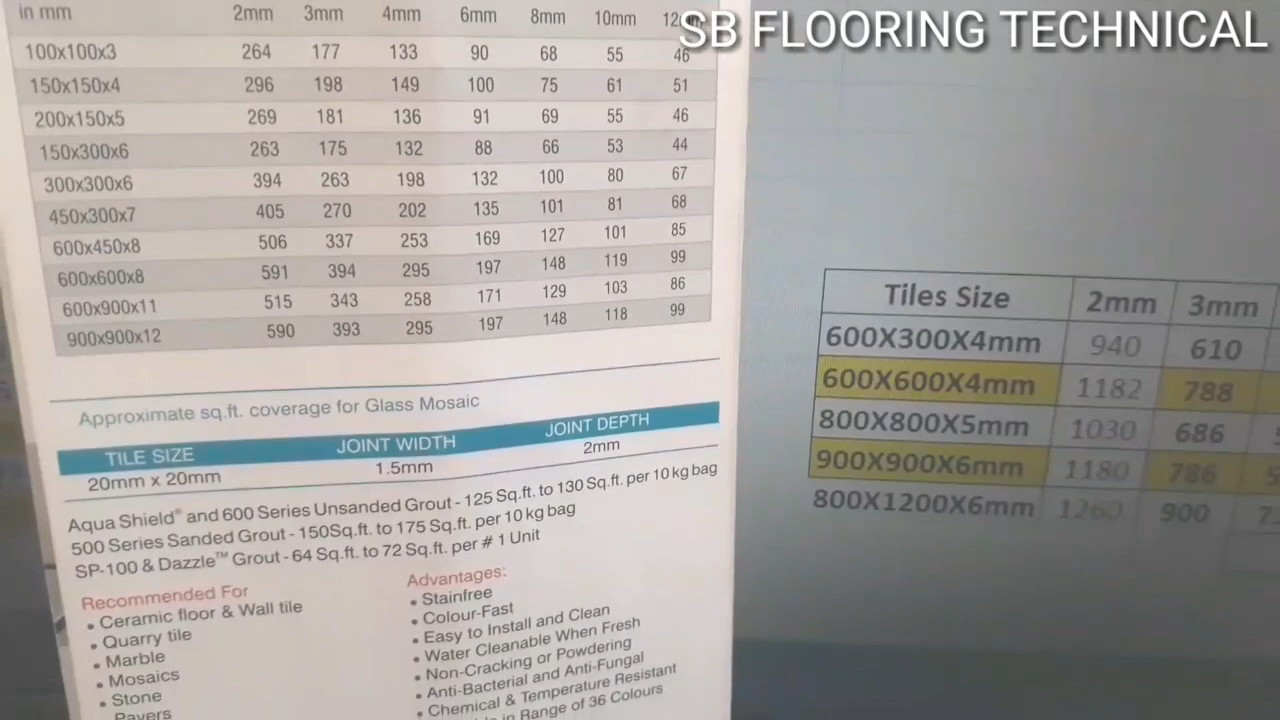 SB FLOORING TECHNICAL
in mm 2mm 3mm 4mm 6mm 8mm 10mm
100x100x3 264 177 133 90 68 55 46
150x150x4 296 198 149 100 75 61 51
200x150x5 269 181 136 91 69 55 46
150x300x6 263 175 132 88 66 53 44
300x300x6 394 263 198 132 100 80 67
450x300x7 405 270 202 135 101 81 68
600x450x8 506 337 253 169 127 101 85
600x600x8 591 394 295 197 148 119 99
600x900x11 515 343 258 171 129 103 86
900x900x12 590 393 295 197 148 118 99
Approximate sq.ft. coverage for Glass Mosaic
TILE SIZE JOINT WIDTH JOINT DEPTH
20mm x 20mm 1.5mm 2mm
Aqua Shield® and 600 Series Unsanded Grout - 125 Sq.ft. to 130 Sq.ft. per 10 kg bag
500 Series Sanded Grout - 150Sq.ft. to 175 Sq.ft. per 10 kg bag
SP-100 & Dazzle™ Grout - 64 Sq.ft. to 72 Sq.ft. per # 1 Unit
Recommended For
• Ceramic floor & Wall tile
• Quarry tile
• Marble
• Mosaics
• Stone
Pavers
Advantages:
• Stainfree
• Colour-Fast
• Easy to Install and Clean
• Water Cleanable When Fresh
• Non-Cracking or Powdering
• Anti-Bacterial and Anti-Fungal
• Chemical & Temperature Resistant
in Range of 36 Colours
Tiles Size 2mm 3mm
600X300X4mm 940 610
600X600X4mm 1182 788
800X800X5mm 1030 686
900X900X6mm 1180 786
800X1200X6mm 1260 900